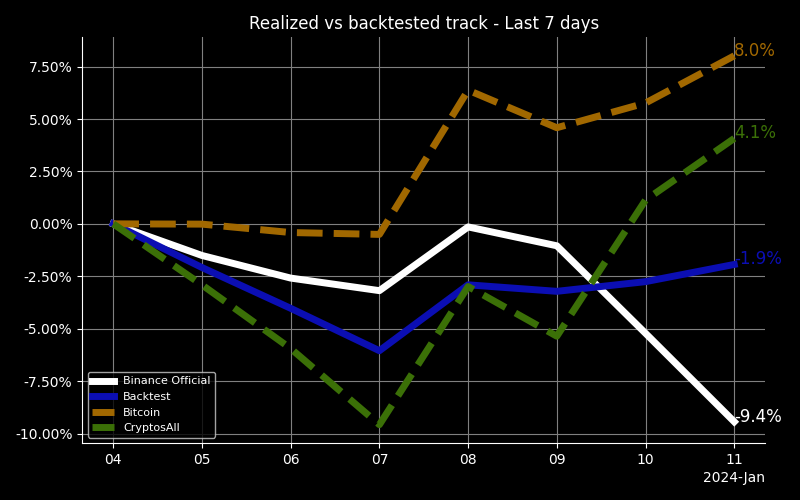 Realized vs backtested track - Last 7 days
8.0%
7.50%
5.00%
4.1%
2.50%
0.00%
-1.9%
-2.50%
-5.00%
-7.50%
-9.4%
-10.00%
Binance Official
Backtest
Bitcoin
CryptosAll
04 05 06 07 08 09 10 11
2024-Jan